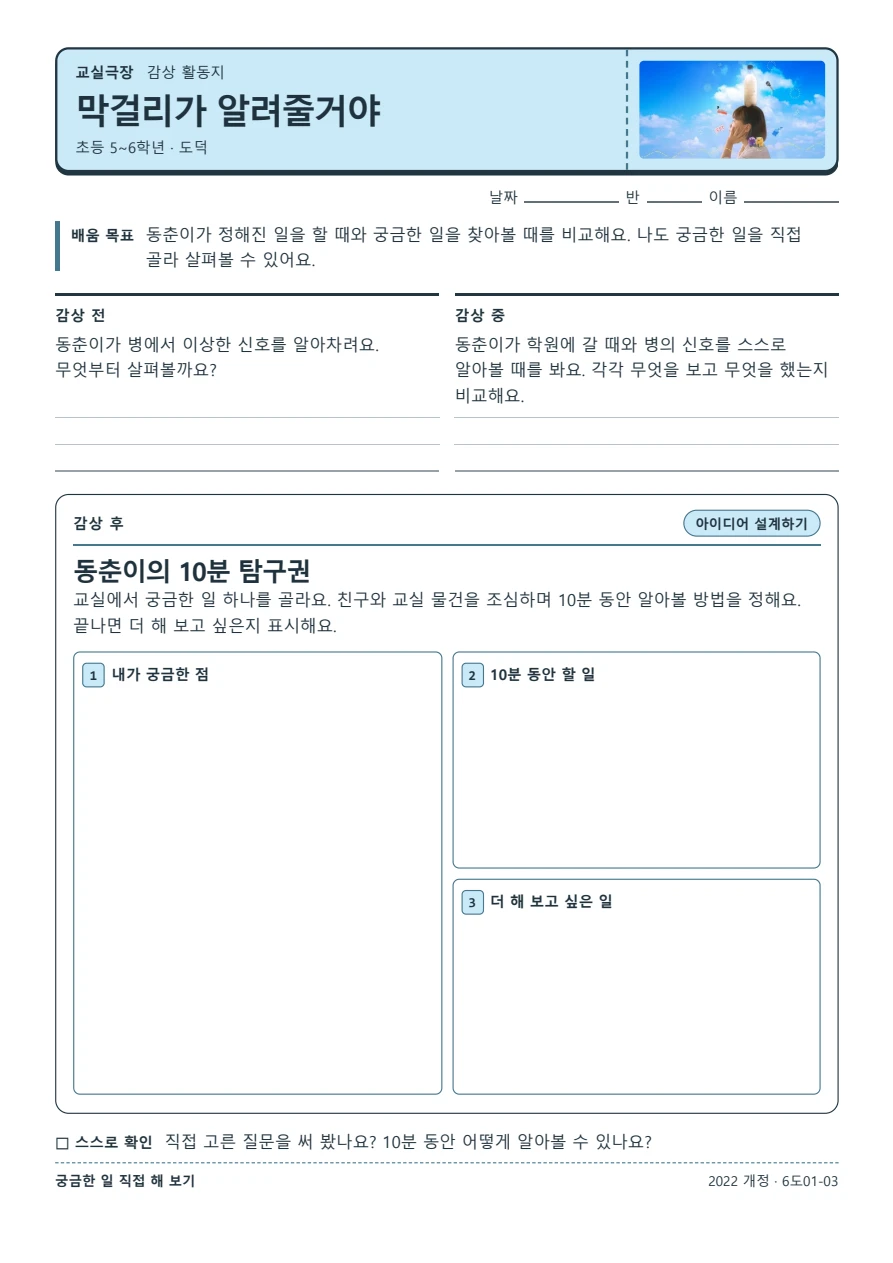 교실극장 감상 활동지
막걸리가 알려줄거야
초등 5~6학년 · 도덕
날짜 반 이름
배움 목표 동춘이가 정해진 일을 할 때와 궁금한 일을 찾아볼 때를 비교해요. 나도 궁금한 일을 직접
골라 살펴볼 수 있어요.
감상 전
동춘이가 병에서 이상한 신호를 알아차려요.
무엇부터 살펴볼까요?
감상 중
동춘이가 학원에 갈 때와 병의 신호를 스스로
알아볼 때를 봐요. 각각 무엇을 보고 무엇을 했는지
비교해요.
감상 후
아이디어 설계하기
동춘이의 10분 탐구권
교실에서 궁금한 일 하나를 골라요. 친구와 교실 물건을 조심하며 10분 동안 알아볼 방법을 정해요.
끝나면 더 해 보고 싶은지 표시해요.
1 내가 궁금한 점
2 10분 동안 할 일
3 더 해 보고 싶은 일
□ 스스로 확인 직접 고른 질문을 써 봤나요? 10분 동안 어떻게 알아볼 수 있나요?
궁금한 일 직접 해 보기
2022 개정 · 6도01-03